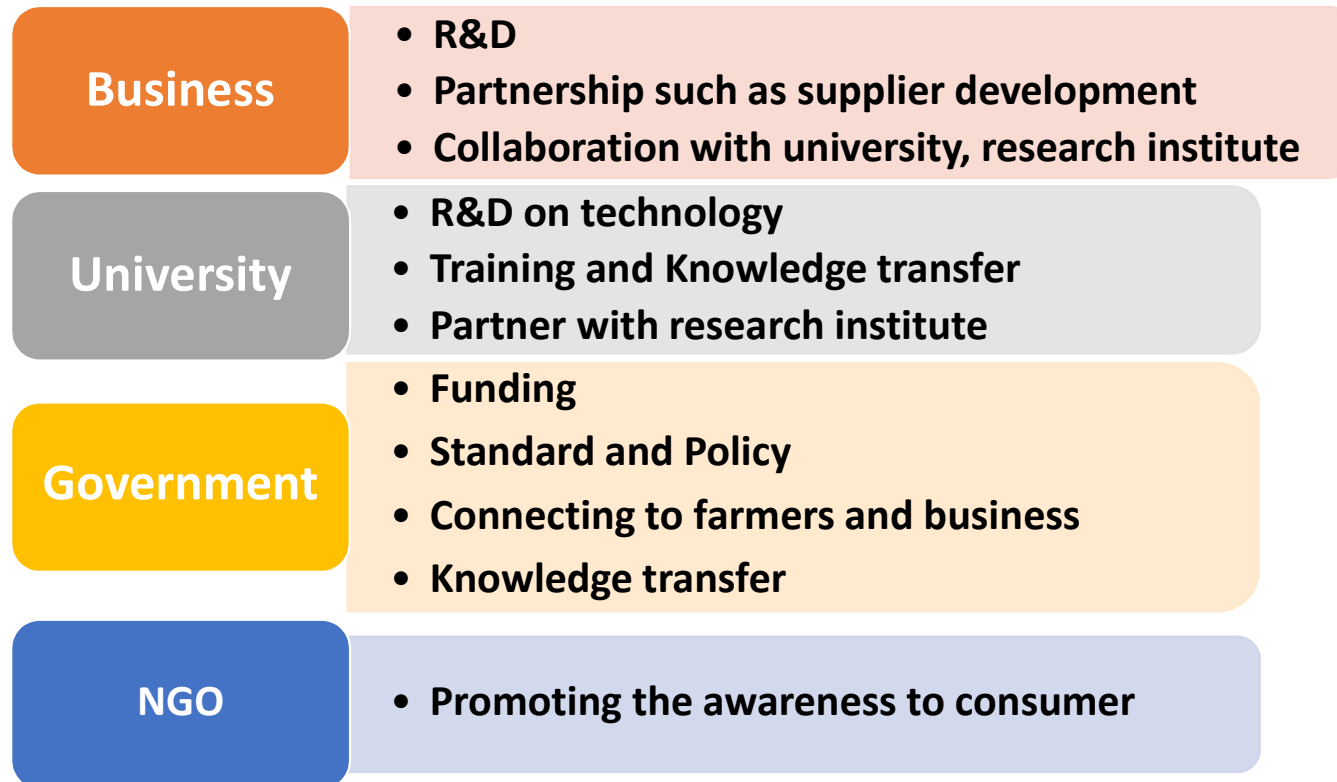 Business
• R&D
• Partnership such as supplier development
• Collaboration with university, research institute
University
• R&D on technology
• Training and Knowledge transfer
• Partner with research institute
Government
• Funding
• Standard and Policy
• Connecting to farmers and business
• Knowledge transfer
NGO
• Promoting the awareness to consumer